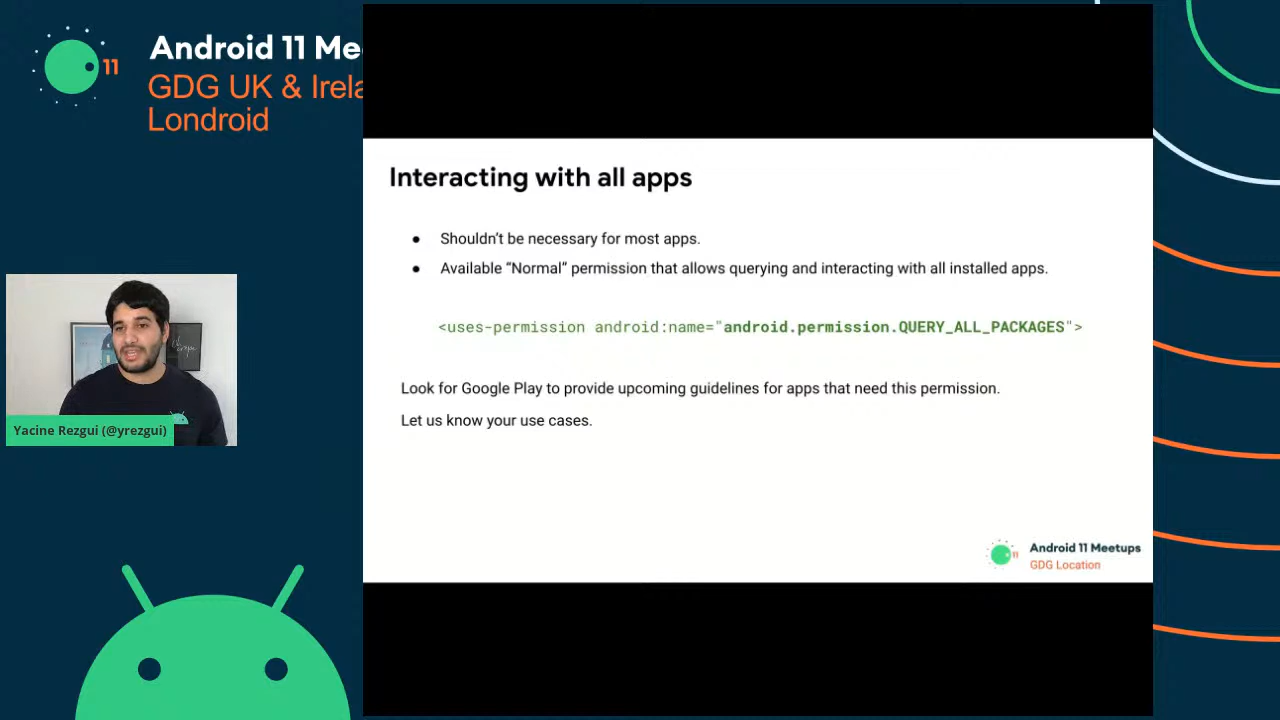 Android 11 Me
GDG UK & Irela
Londroid
11
Interacting with all apps
● Shouldn't be necessary for most apps.
● Available “Normal” permission that allows querying and interacting with all installed apps.
<uses-permission android:name="android.permission.QUERY_ALL_PACKAGES">
Look for Google Play to provide upcoming guidelines for apps that need this permission.
Let us know your use cases.
Yacine Rezgui (@yrezgui)
11
Android 11 Meetups
GDG Location